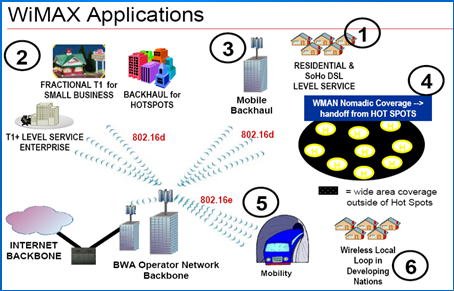 WiMAX Applications
1
2
3
FRACTIONAL T1 for
SMALL BUSINESS
BACKHAUL for
HOTSPOTS
Mobile
Backhaul
RESIDENTIAL &
SoHo DSL
LEVEL SERVICE
4
WMAN Nomadic Coverage -->
handoff from HOT SPOTS
T1+ LEVEL SERVICE
ENTERPRISE
802.16d
802.16d
802.16e
5
= wide area coverage
outside of Hot Spots
INTERNET
BACKBONE
BWA Operator Network
Backbone
Mobility
Wireless Local
Loop in
Developing
Nations
6